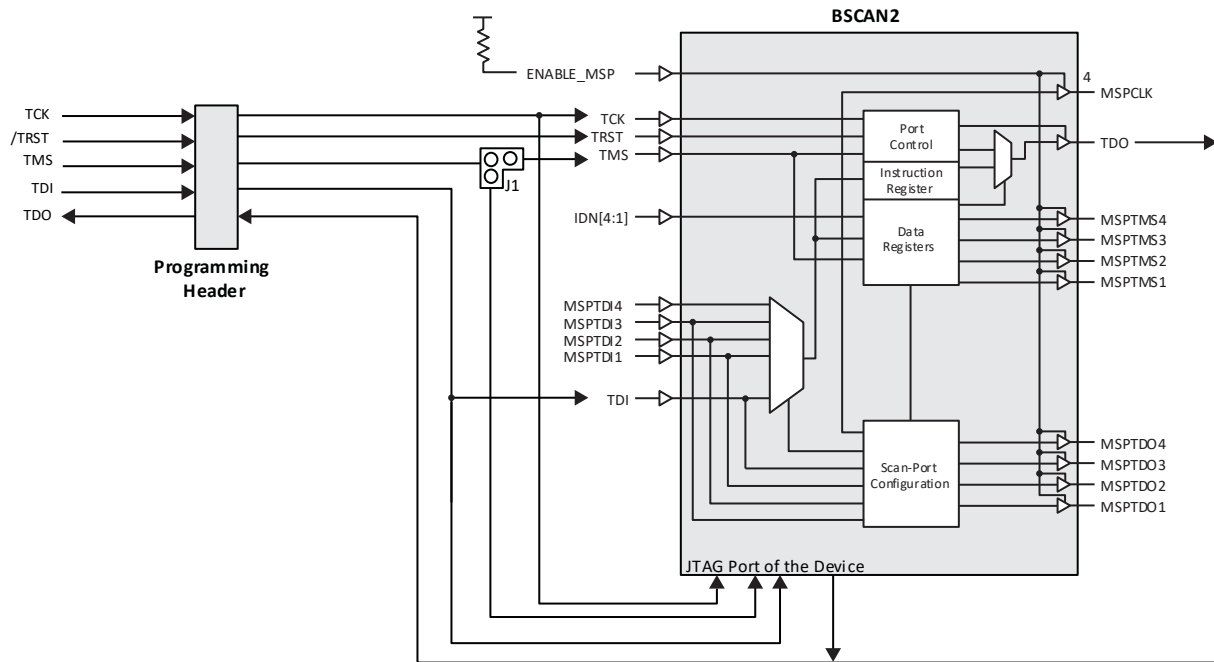 BSCAN2
ENABLE_MSP
4
MSPCLK
TCK
/TRST
TMS
TDI
TDO
Programming
Header
J1
TCK
TRST
TMS
IDN[4:1]
MSPTDI4
MSPTDI3
MSPTDI2
MSPTDI1
TDI
Port
Control
Instruction
Register
Data
Registers
Scan-Port
Configuration
TDO
MSPTMS4
MSPTMS3
MSPTMS2
MSPTMS1
MSPTDO4
MSPTDO3
MSPTDO2
MSPTDO1
JTAG Port of the Device